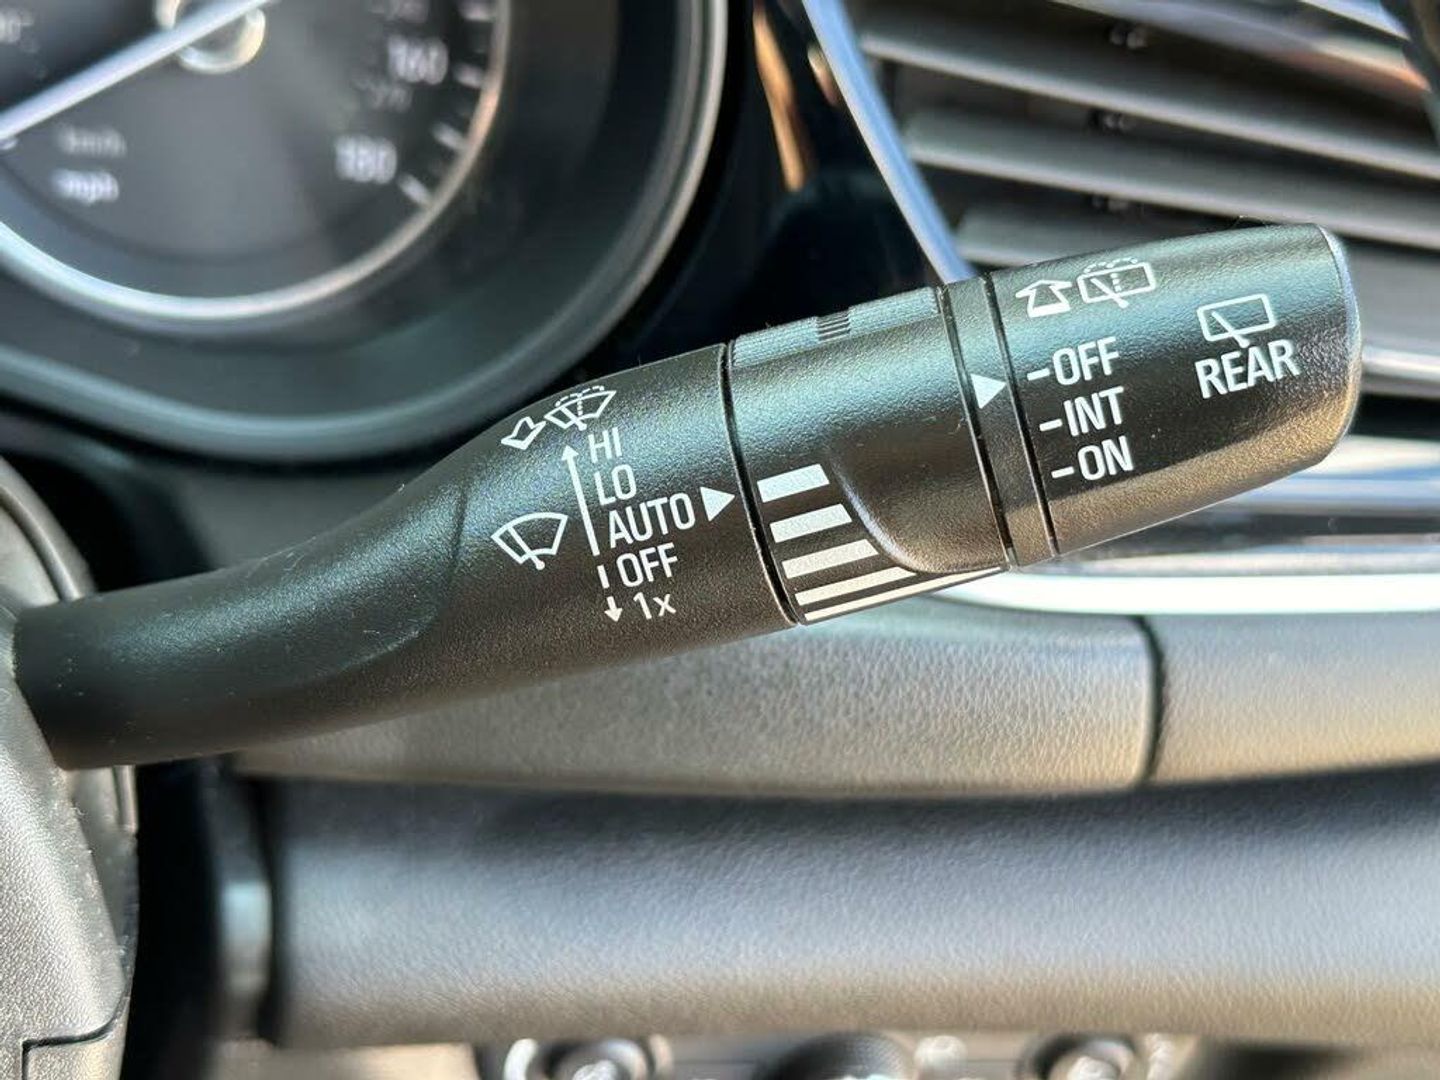 160
180
km/h
mph
HI
LO
AUTO
OFF
1x
OFF
INT
ON
REAR